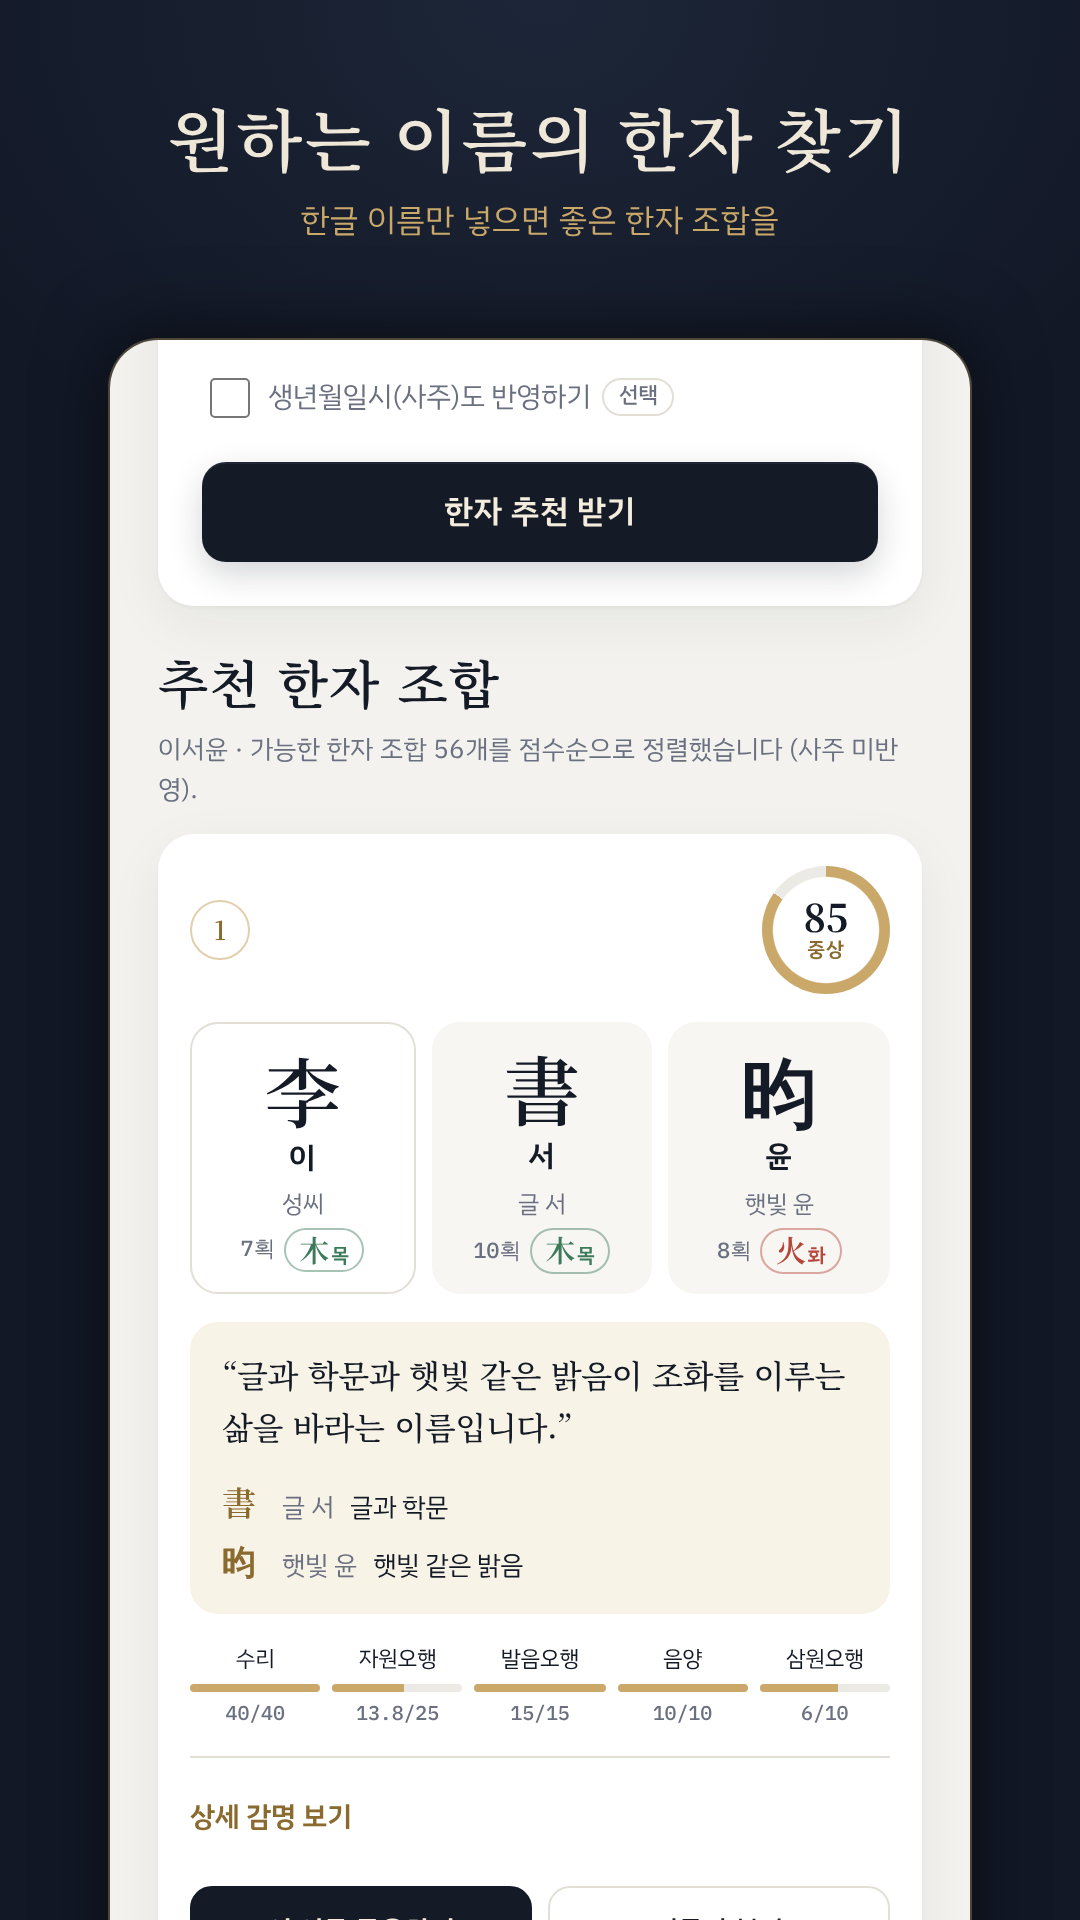 원하는 이름의 한자 찾기
한글 이름만 넣으면 좋은 한자 조합을
생년월일시(사주)도 반영하기 선택
한자 추천 받기
추천 한자 조합
이서윤 · 가능한 한자 조합 56개를 점수순으로 정렬했습니다 (사주 미반
영).
1
85
중상
李 書 昀
이 서 윤
성씨 글 서 햇빛 윤
7획 木목 10획 木목 8획 火화
“글과 학문과 햇빛 같은 밝음이 조화를 이루는
삶을 바라는 이름입니다.”
書 글 서 글과 학문
昀 햇빛 윤 햇빛 같은 밝음
수리 자원오행 발음오행 음양 삼원오행
40/40 13.8/25 15/15 10/10 6/10
상세 감명 보기